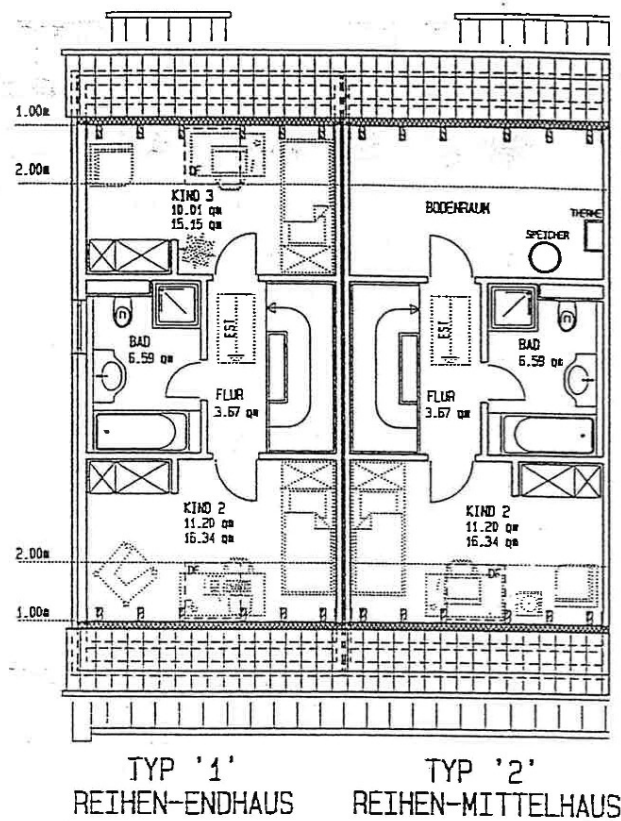 1.00m
2.00m
DF
KIND 3
10.01 qm
15.15 qm
BODENRAUM
THERME
SPEICHER
BAD
6.59 qm
EST
FLUR
3.67 qm
EST
FLUR
3.67 qm
BAD
6.59 qm
KIND 2
11.20 qm
16.34 qm
KIND 2
11.20 qm
16.34 qm
2.00m
DF
DF
1.00m
TYP '1'
REIHEN-ENDHAUS
TYP '2'
REIHEN-MITTELHAUS